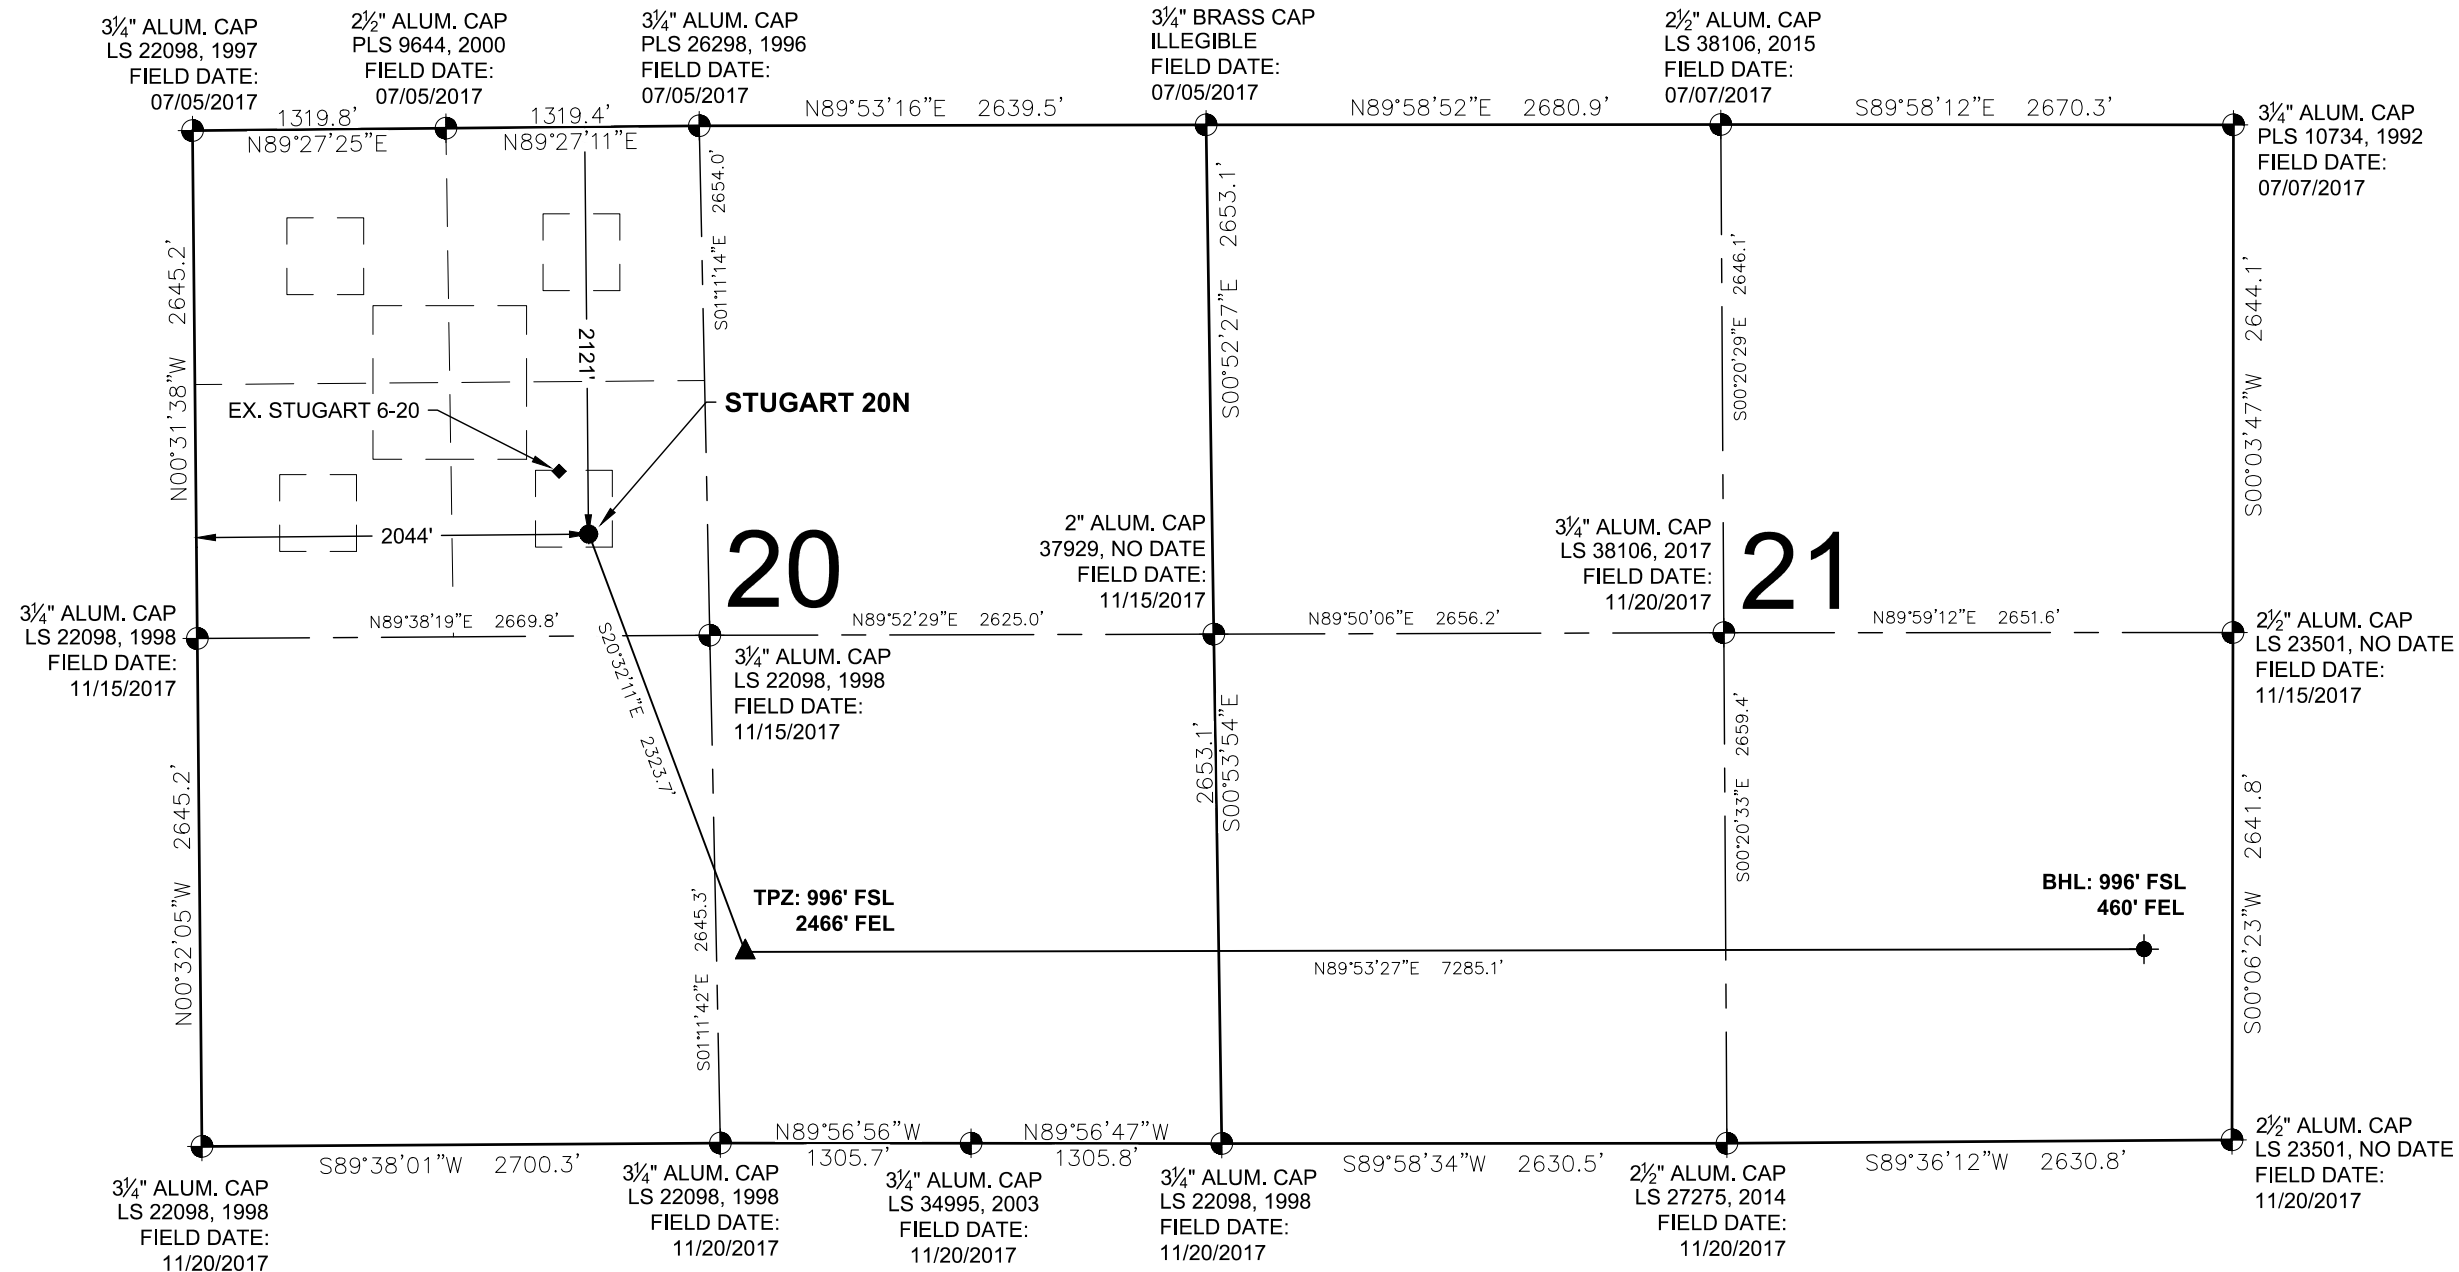 3¼" ALUM. CAP
LS 22098, 1997
FIELD DATE:
07/05/2017
2½" ALUM. CAP
PLS 9644, 2000
FIELD DATE:
07/05/2017
3¼" ALUM. CAP
PLS 26298, 1996
FIELD DATE:
07/05/2017
3¼" BRASS CAP
ILLEGIBLE
FIELD DATE:
07/05/2017
2½" ALUM. CAP
LS 38106, 2015
FIELD DATE:
07/07/2017
3¼" ALUM. CAP
PLS 10734, 1992
FIELD DATE:
07/07/2017
1319.8'
N89°27'25"E
1319.4'
N89°27'11"E
N89°53'16"E 2639.5'
N89°58'52"E 2680.9'
S89°58'12"E 2670.3'
N00°31'38"W 2645.2'
S01°11'14"E 2654.0'
S00°52'27"E 2653.1'
S00°20'29"E 2646.1'
S00°03'47"W 2644.1'
2121'
EX. STUGART 6-20
STUGART 20N
2044'
20
21
2" ALUM. CAP
37929, NO DATE
FIELD DATE:
11/15/2017
3¼" ALUM. CAP
LS 38106, 2017
FIELD DATE:
11/20/2017
3¼" ALUM. CAP
LS 22098, 1998
FIELD DATE:
11/15/2017
N89°38'19"E 2669.8'
N89°52'29"E 2625.0'
N89°50'06"E 2656.2'
N89°59'12"E 2651.6'
2½" ALUM. CAP
LS 23501, NO DATE
FIELD DATE:
11/15/2017
3¼" ALUM. CAP
LS 22098, 1998
FIELD DATE:
11/15/2017
S20°32'11"E 2323.7'
N00°32'05"W 2645.2'
S01°11'42"E 2645.3'
2653.1'
S00°53'54"E
S00°20'33"E 2659.4'
S00°06'23"W 2641.8'
TPZ: 996' FSL
2466' FEL
BHL: 996' FSL
460' FEL
N89°53'27"E 7285.1'
S89°38'01"W 2700.3'
N89°56'56"W
1305.7'
N89°56'47"W
1305.8'
S89°58'34"W 2630.5'
S89°36'12"W 2630.8'
3¼" ALUM. CAP
LS 22098, 1998
FIELD DATE:
11/20/2017
3¼" ALUM. CAP
LS 22098, 1998
FIELD DATE:
11/20/2017
3¼" ALUM. CAP
LS 34995, 2003
FIELD DATE:
11/20/2017
3¼" ALUM. CAP
LS 22098, 1998
FIELD DATE:
11/20/2017
2½" ALUM. CAP
LS 27275, 2014
FIELD DATE:
11/20/2017
2½" ALUM. CAP
LS 23501, NO DATE
FIELD DATE:
11/20/2017